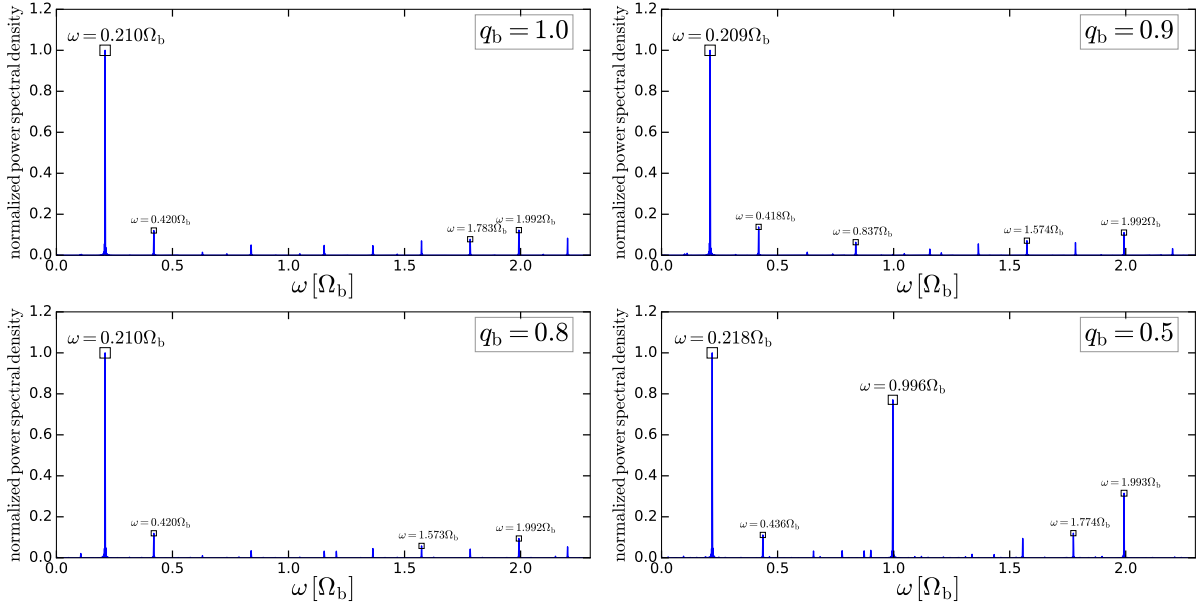 normalized power spectral density
1.2
1.0
0.8
0.6
0.4
0.2
0.0
q_b = 1.0
ω = 0.210Ω_b
ω = 0.420Ω_b
ω = 1.783Ω_b
ω = 1.992Ω_b
0.0 0.5 1.0 1.5 2.0
ω [Ω_b]
normalized power spectral density
1.2
1.0
0.8
0.6
0.4
0.2
0.0
q_b = 0.9
ω = 0.209Ω_b
ω = 0.418Ω_b
ω = 0.837Ω_b
ω = 1.574Ω_b
ω = 1.992Ω_b
0.0 0.5 1.0 1.5 2.0
ω [Ω_b]
normalized power spectral density
1.2
1.0
0.8
0.6
0.4
0.2
0.0
q_b = 0.8
ω = 0.210Ω_b
ω = 0.420Ω_b
ω = 1.573Ω_b
ω = 1.992Ω_b
0.0 0.5 1.0 1.5 2.0
ω [Ω_b]
normalized power spectral density
1.2
1.0
0.8
0.6
0.4
0.2
0.0
q_b = 0.5
ω = 0.218Ω_b
ω = 0.996Ω_b
ω = 0.436Ω_b
ω = 1.774Ω_b
ω = 1.993Ω_b
0.0 0.5 1.0 1.5 2.0
ω [Ω_b]